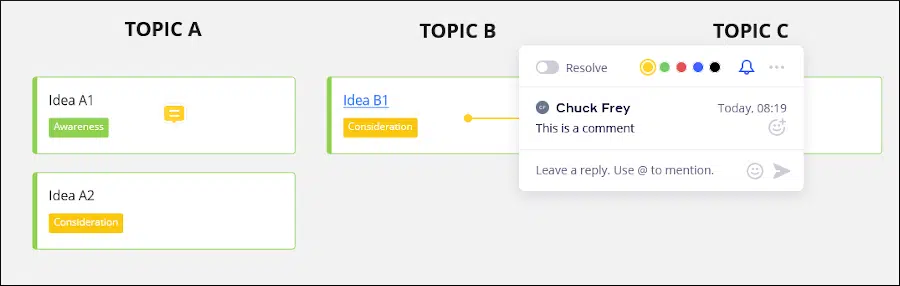 TOPIC A
TOPIC B
TOPIC C
Idea A1
Awareness
Idea A2
Consideration
Idea B1
Consideration
Resolve
CF Chuck Frey Today, 08:19
This is a comment
Leave a reply. Use @ to mention.